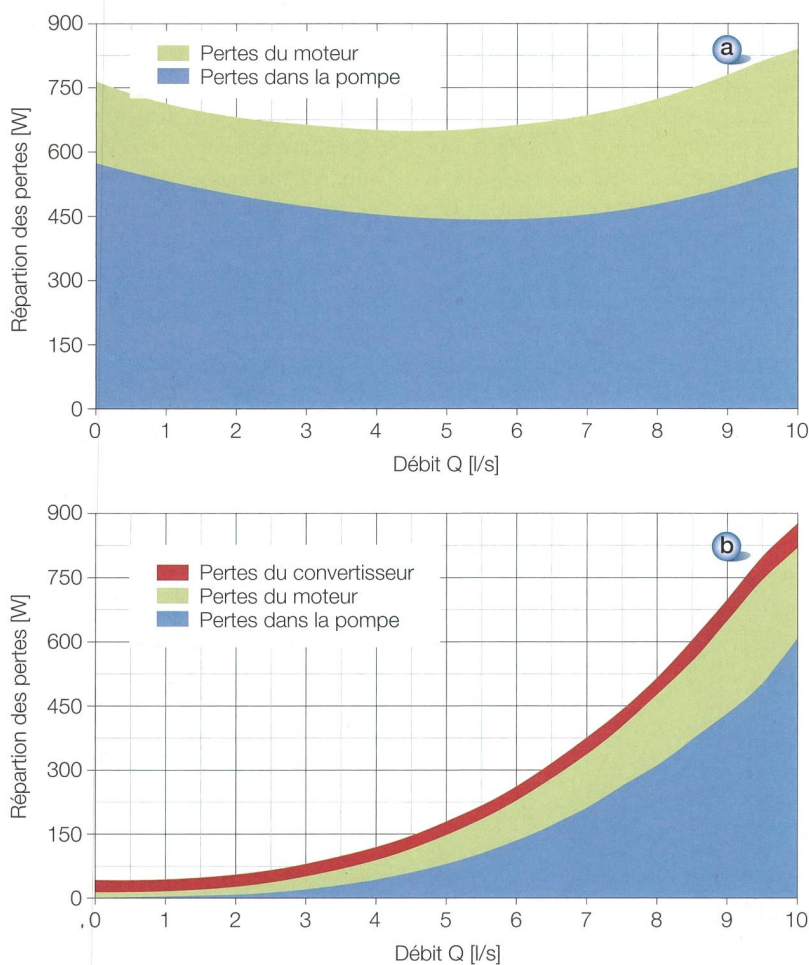 900
750
600
450
300
150
0
Répartion des pertes [W]
Pertes du moteur
Pertes dans la pompe
a
0 1 2 3 4 5 6 7 8 9 10
Débit Q [l/s]
900
750
600
450
300
150
0
Répartion des pertes [W]
Pertes du convertisseur
Pertes du moteur
Pertes dans la pompe
b
0 1 2 3 4 5 6 7 8 9 10
Débit Q [l/s]